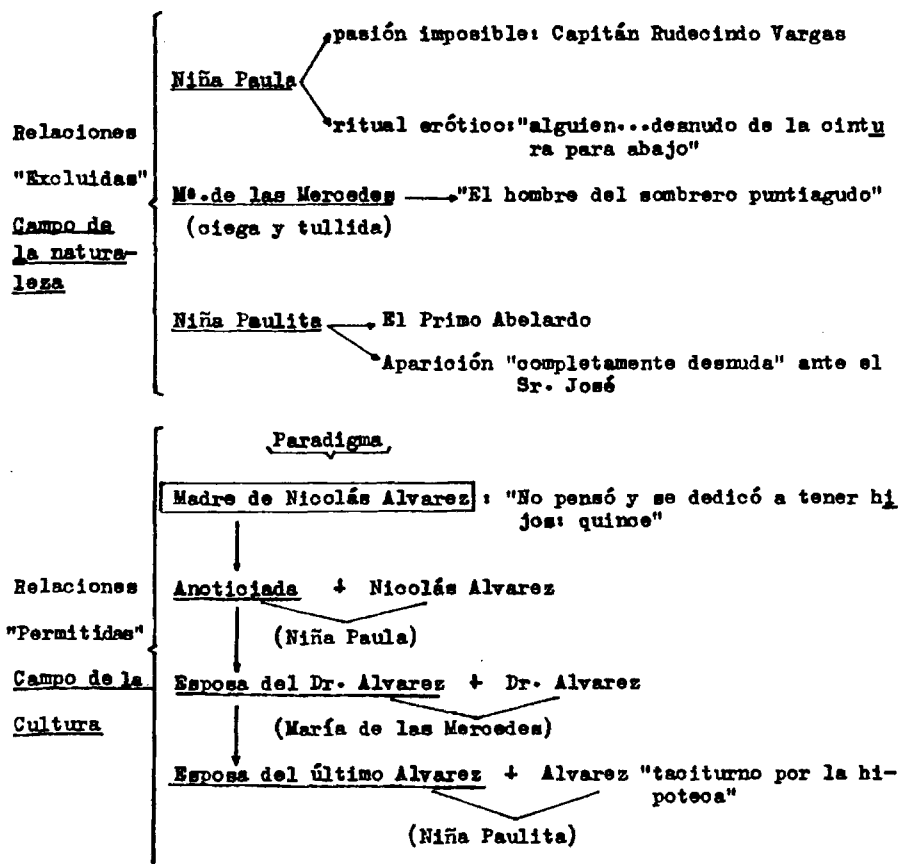 pasión imposible: Capitán Rudecindo Vargas
Niña Paula
ritual erótico:"alguien...desnudo de la cintu
ra para abajo"
Relaciones
"Excluidas"
Campo de
la natura-
leza
Mª.de las Mercedes "El hombre del sombrero puntiagudo"
(ciega y tullida)
Niña Paulita El Primo Abelardo
Aparición "completamente desnuda" ante el
Sr. José
Paradigma
Madre de Nicolás Alvarez : "No pensó y se dedicó a tener hi
jos: quince"
Relaciones
"Permitidas"
Campo de la
Cultura
Anoticiada + Nicolás Alvarez
(Niña Paula)
Esposa del Dr. Alvarez + Dr. Alvarez
(María de las Mercedes)
Esposa del último Alvarez + Alvarez "taciturno por la hi-
poteca"
(Niña Paulita)